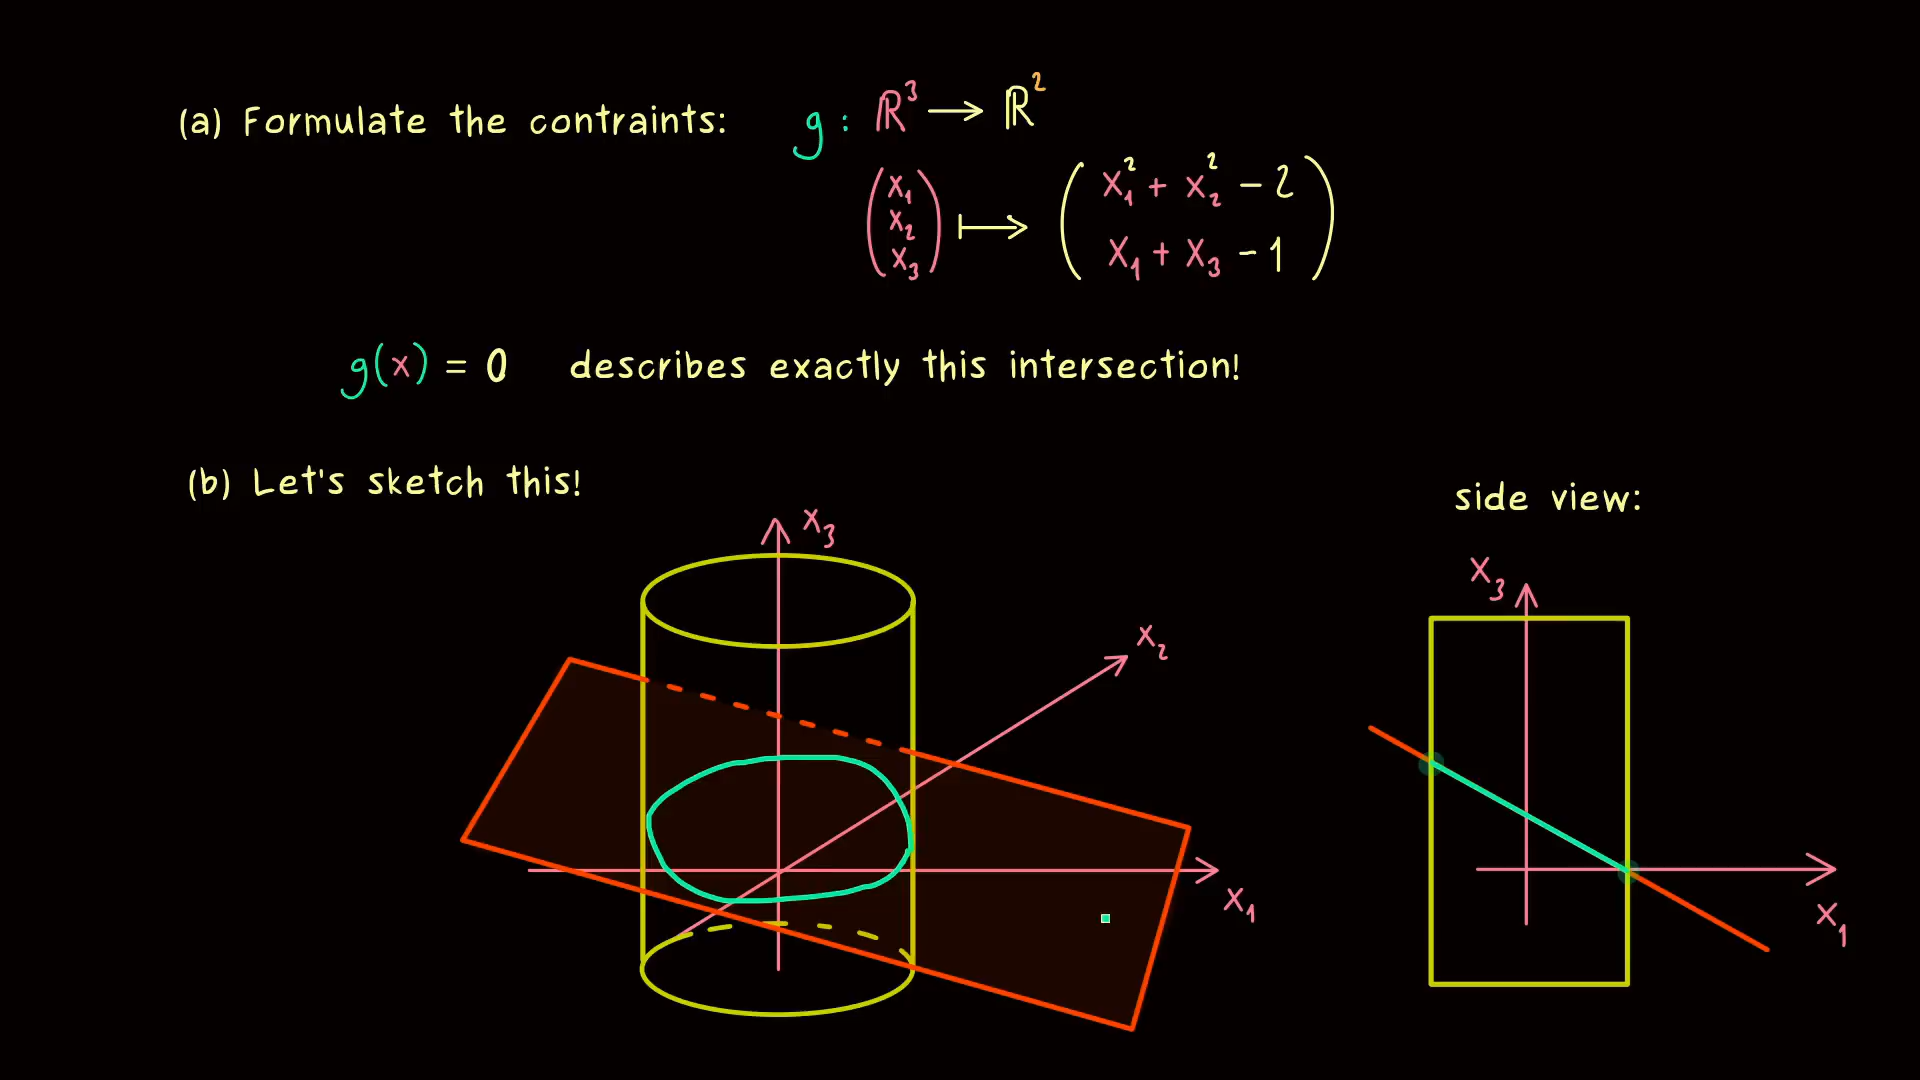 (a) Formulate the contraints: g : ℝ³ ⟶ ℝ²
(x₁ x₂ x₃) ⟼ (x₁² + x₂² − 2
x₁ + x₃ − 1)
g(x) = 0 describes exactly this intersection!
(b) Let's sketch this!
side view:
x₃
x₂
x₁
x₃
x₁